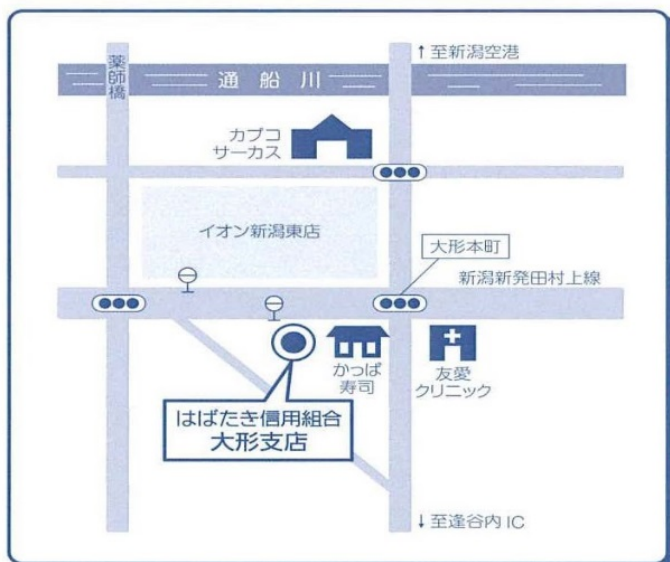 ↑至新潟空港
薬師橋
通船川
カプコ
サーカス
イオン新潟東店
大形本町
新潟新発田村上線
かっぱ
寿司
友愛
クリニック
はばたき信用組合
大形支店
↓至逢谷内IC